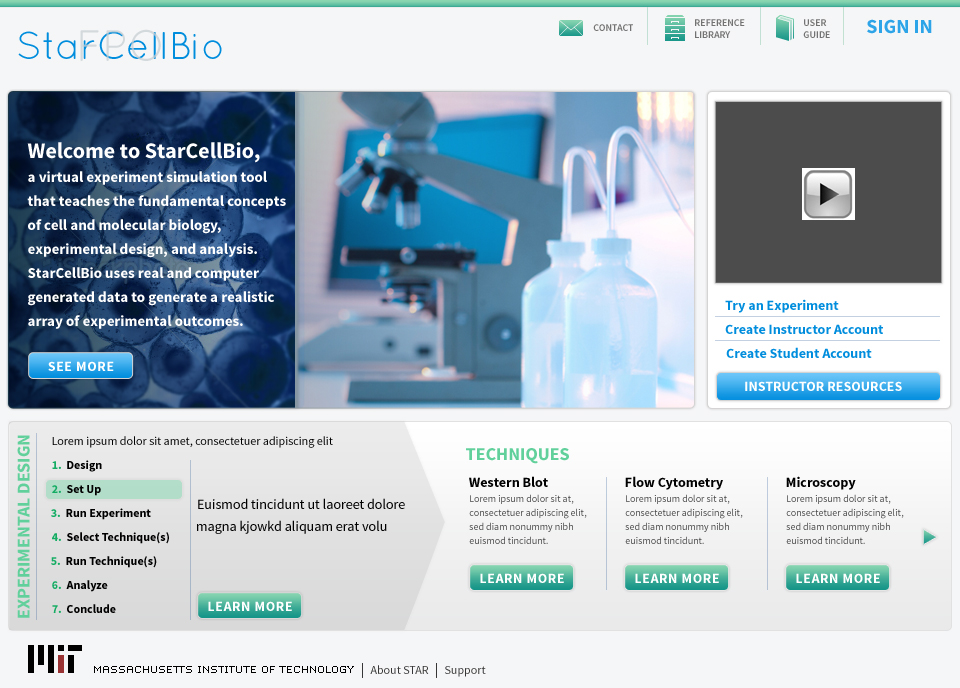 StarCellBio
FPO
CONTACT
REFERENCE
LIBRARY
USER
GUIDE
SIGN IN
Welcome to StarCellBio,
a virtual experiment simulation tool
that teaches the fundamental concepts
of cell and molecular biology,
experimental design, and analysis.
StarCellBio uses real and computer
generated data to generate a realistic
array of experimental outcomes.
SEE MORE
Try an Experiment
Create Instructor Account
Create Student Account
INSTRUCTOR RESOURCES
EXPERIMENTAL DESIGN
Lorem ipsum dolor sit amet, consectetuer adipiscing elit
1. Design
2. Set Up
3. Run Experiment
4. Select Technique(s)
5. Run Technique(s)
6. Analyze
7. Conclude
Euismod tincidunt ut laoreet dolore
magna kjowkd aliquam erat volu
LEARN MORE
TECHNIQUES
Western Blot
Lorem ipsum dolor sit at,
consectetuer adipiscing elit,
sed diam nonummy nibh
euismod tincidunt.
LEARN MORE
Flow Cytometry
Lorem ipsum dolor sit at,
consectetuer adipiscing elit,
sed diam nonummy nibh
euismod tincidunt.
LEARN MORE
Microscopy
Lorem ipsum dolor sit at,
consectetuer adipiscing elit,
sed diam nonummy nibh
euismod tincidunt.
LEARN MORE
MIT
MASSACHUSETTS INSTITUTE OF TECHNOLOGY | About STAR | Support